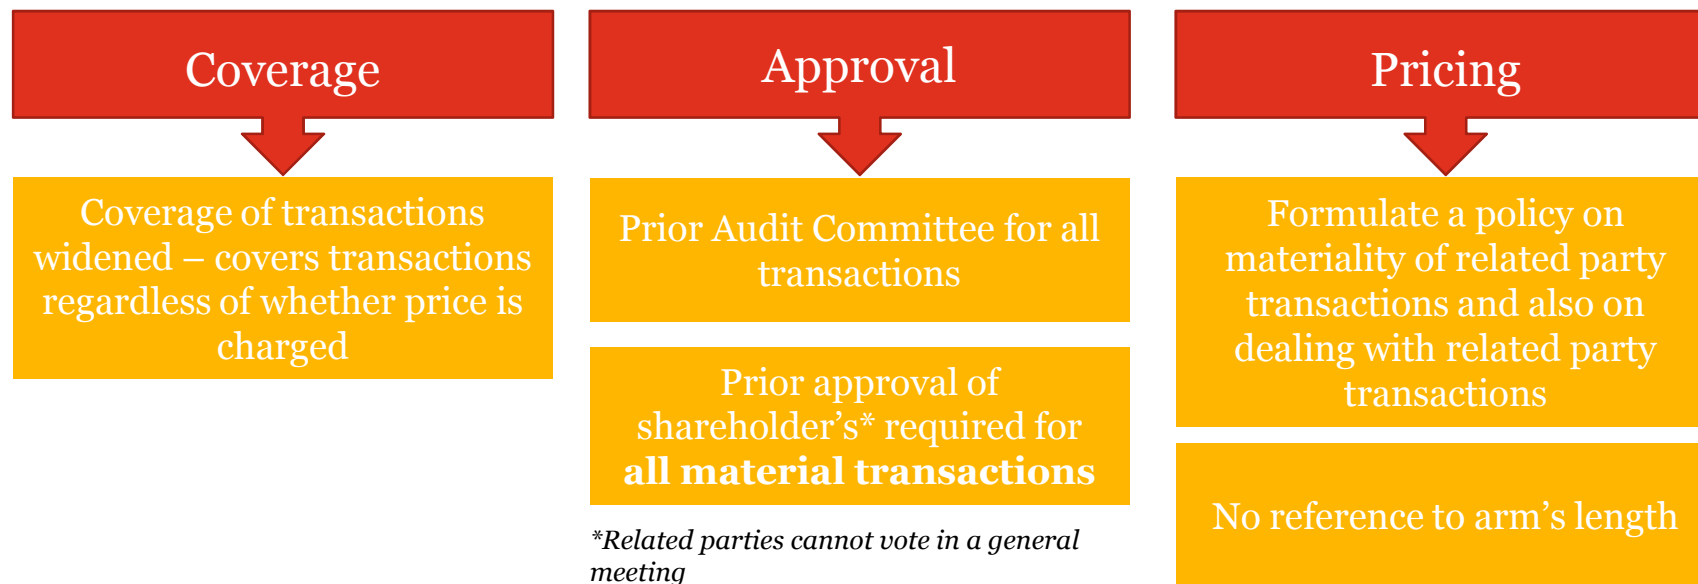 Coverage
Coverage of transactions
widened – covers transactions
regardless of whether price is
charged
Approval
Prior Audit Committee for all
transactions
Prior approval of
shareholder’s* required for
all material transactions
*Related parties cannot vote in a general
meeting
Pricing
Formulate a policy on
materiality of related party
transactions and also on
dealing with related party
transactions
No reference to arm’s length